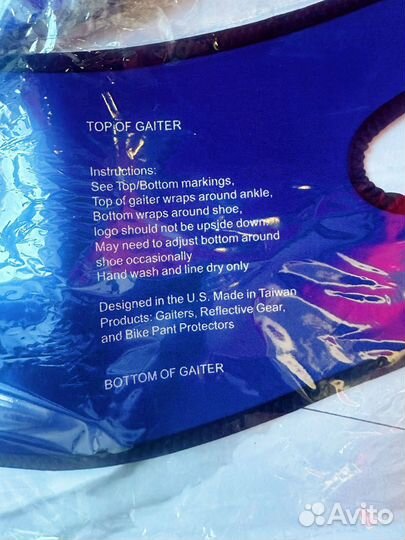 TOP OF GAITER
Instructions:
See Top/Bottom markings,
Top of gaiter wraps around ankle,
Bottom wraps around shoe,
logo should not be upside down
May need to adjust bottom around
shoe occasionally
Hand wash and line dry only
Designed in the U.S. Made in Taiwan
Products: Gaiters, Reflective Gear,
and Bike Pant Protectors
BOTTOM OF GAITER
Avito